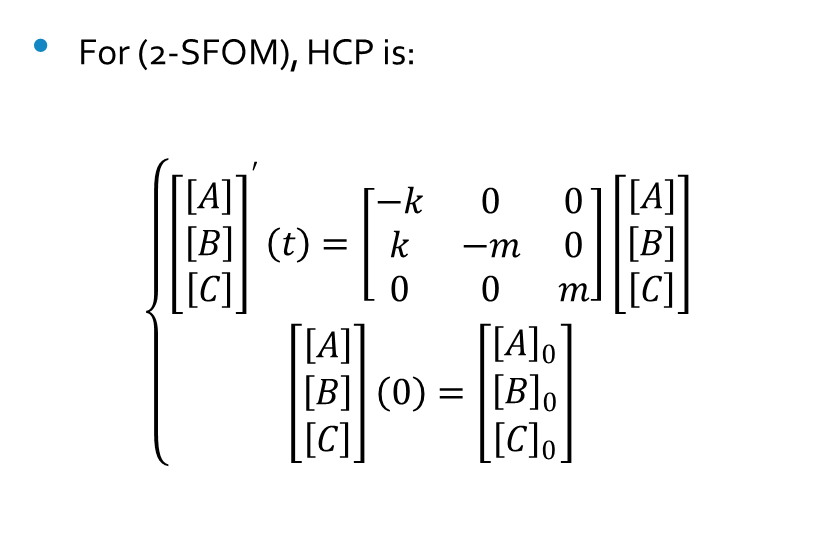 • For (2-SFOM), HCP is:
{ [[A] [B] [C]]′ (t) = [−k 0 0; k −m 0; 0 0 m] [[A] [B] [C]]
[[A] [B] [C]] (0) = [[A]₀ [B]₀ [C]₀]